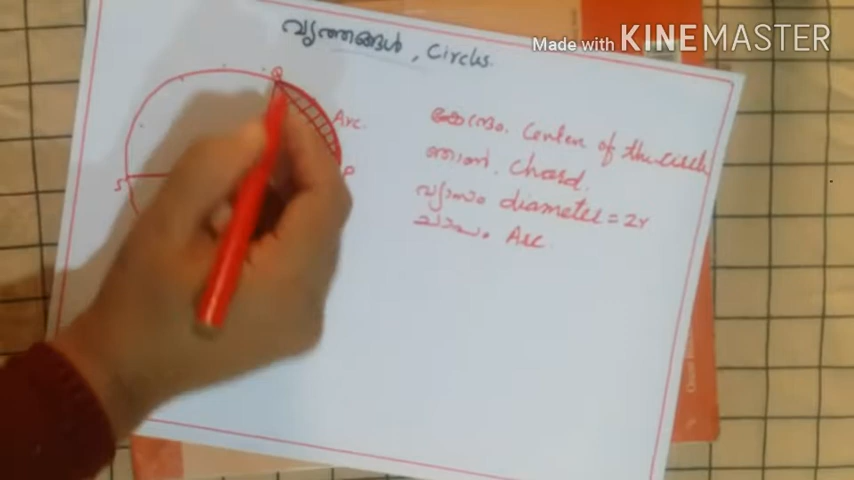 Made with KINEMASTER
വൃത്തങ്ങൾ, Circles.
Q
Arc.
S
P
കേന്ദ്രം. Center of the circle
ഞാൺ. Chord.
വ്യാസം diameter = 2r
ചാപം. Arc